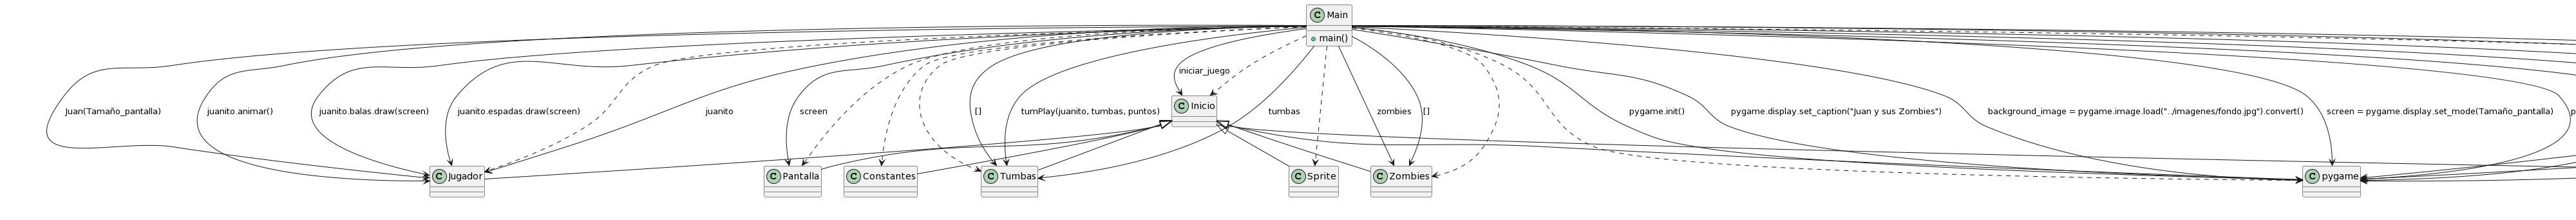 C Main
main()
iniciar_juego
C Inicio
Juan(Tamaño_pantalla)
juanito.animar()
juanito.balas.draw(screen)
juanito.espadas.draw(screen)
juanito
screen
[]
tumPlay(juanito, tumbas, puntos)
tumbas
zombies
[]
pygame.init()
pygame.display.set_caption("Juan y sus Zombies")
background_image = pygame.image.load("../imagenes/fondo.jpg").convert()
screen = pygame.display.set_mode(Tamaño_pantalla)
p
C Jugador
C Pantalla
C Constantes
C Tumbas
C Sprite
C Zombies
C pygame